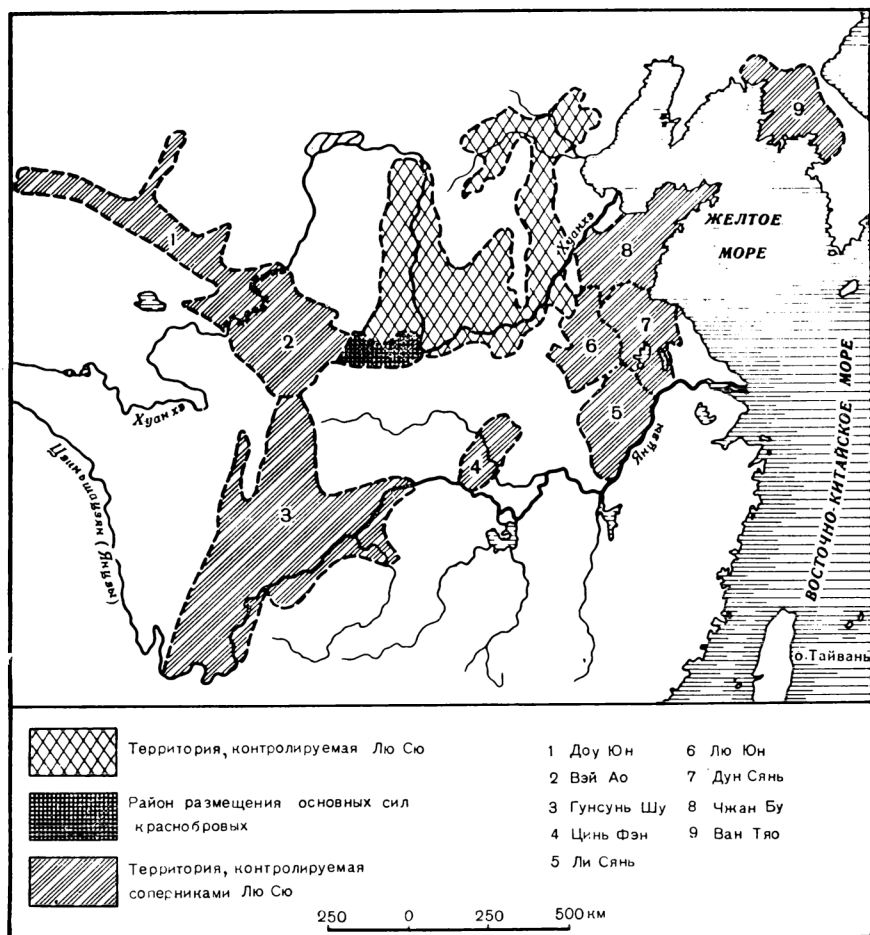 9
1
ЖЕЛТОЕ
МОРЕ
Хуанхэ
8
2
6
7
Хуанхэ
5
Цзиньшацзян (Янцзы)
4
Янцзы
3
ВОСТОЧНО-КИТАЙСКОЕ МОРЕ
о.Тайвань
Территория, контролируемая Лю Сю
Район размещения основных сил
краснобровых
Территория, контролируемая
соперниками Лю Сю
1 Доу Юн
2 Вэй Ао
3 Гунсунь Шу
4 Цинь Фэн
5 Ли Сянь
6 Лю Юн
7 Дун Сянь
8 Чжан Бу
9 Ван Тяо
250 0 250 500 км